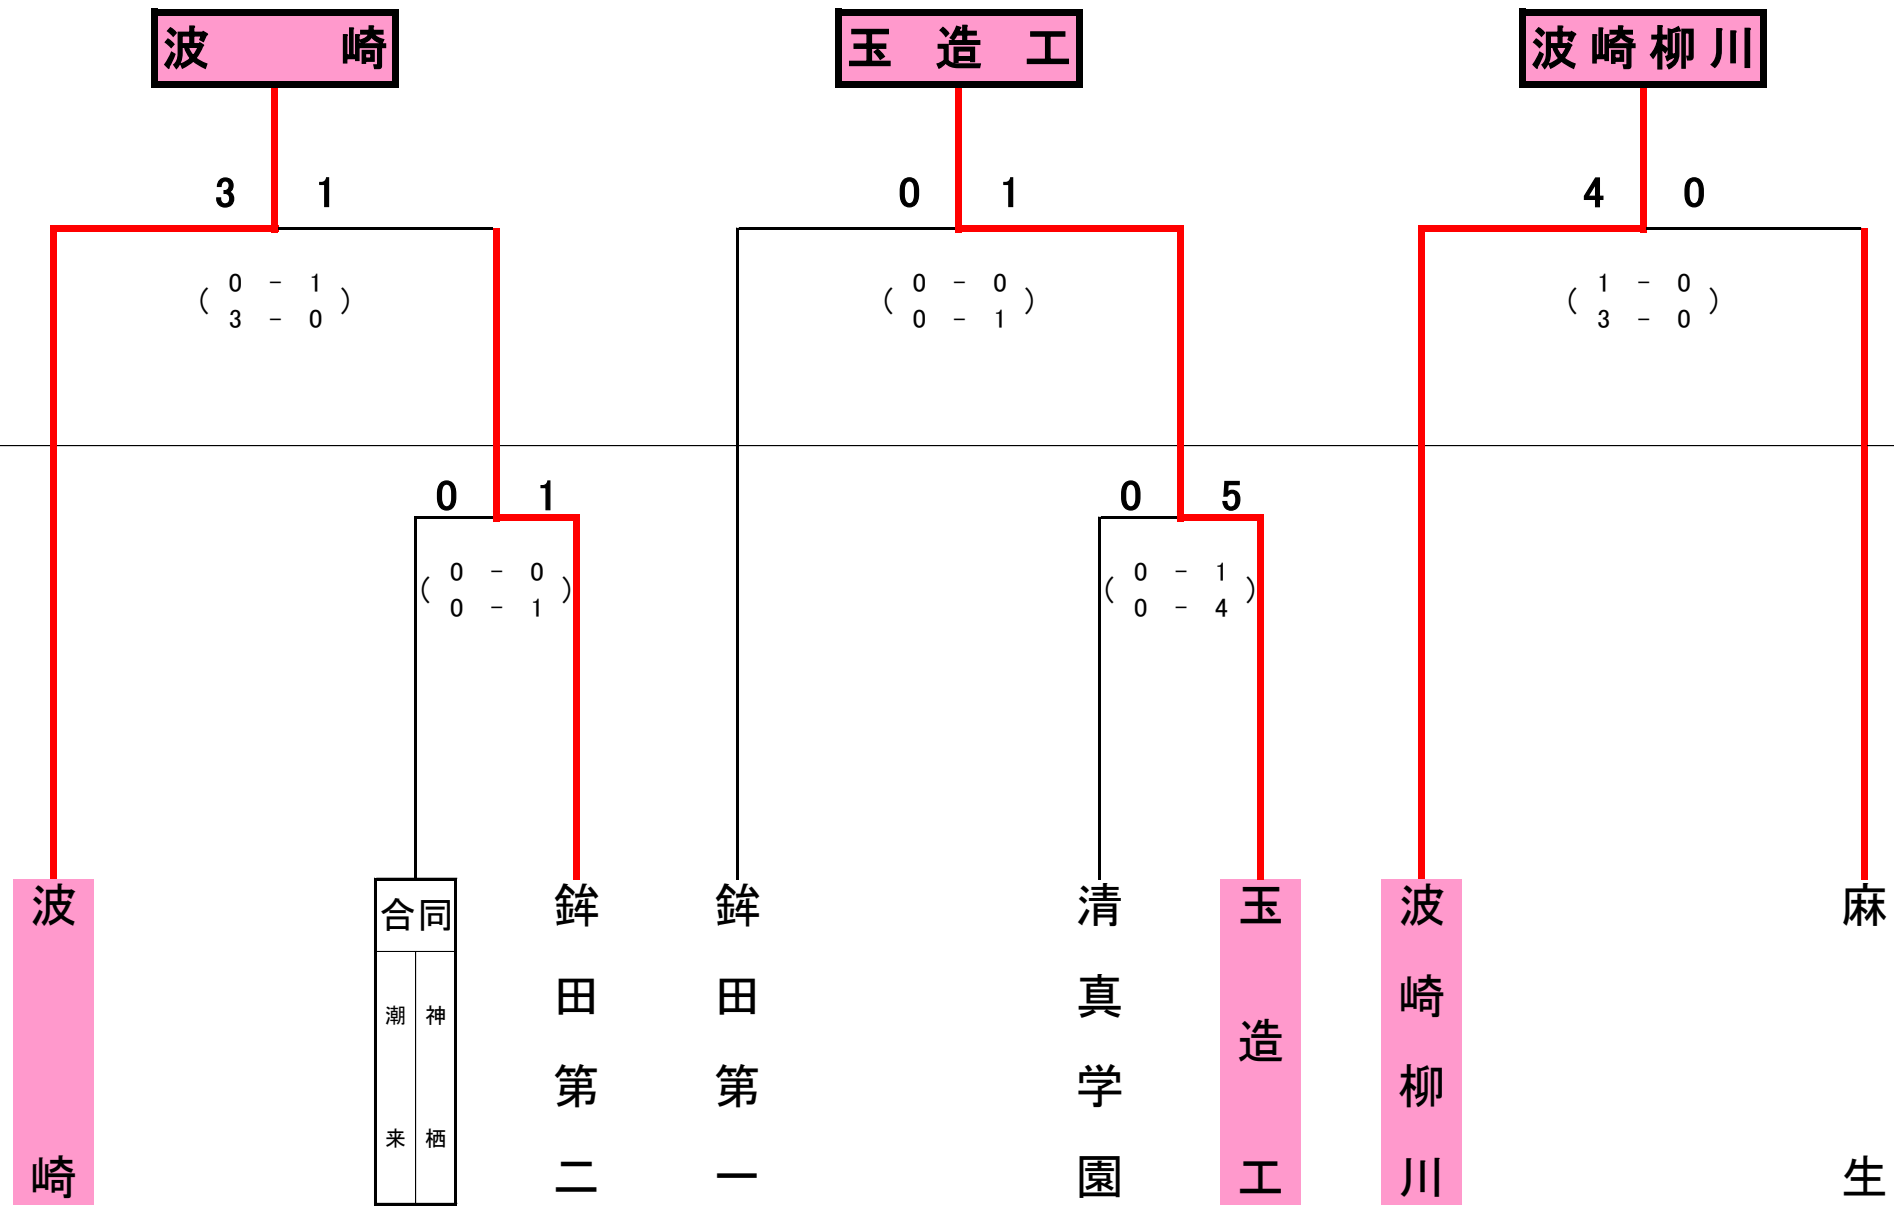 波崎
玉造工
波崎柳川
3 1
0 1
4 0
( 0 - 1 )
3 - 0
( 0 - 0 )
0 - 1
( 1 - 0 )
3 - 0
0 1
0 5
( 0 - 0 )
0 - 1
( 0 - 1 )
0 - 4
波崎
合同
潮来
神栖
鉾田第二
鉾田第一
清真学園
玉造工
波崎柳川
麻生